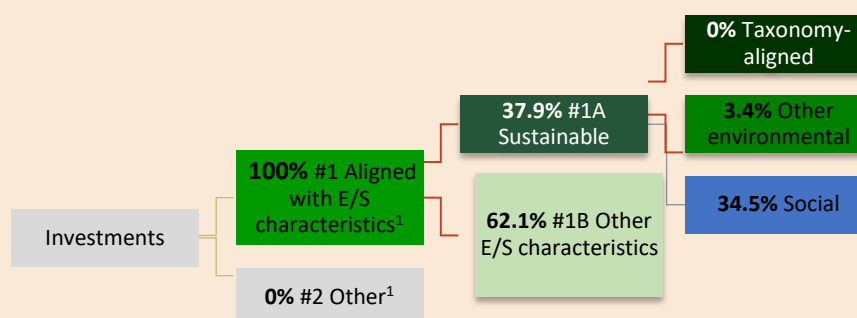 0% Taxonomy-
aligned
37.9% #1A
Sustainable
3.4% Other
environmental
100% #1 Aligned
with E/S
characteristics¹
34.5% Social
62.1% #1B Other
E/S characteristics
Investments
0% #2 Other¹